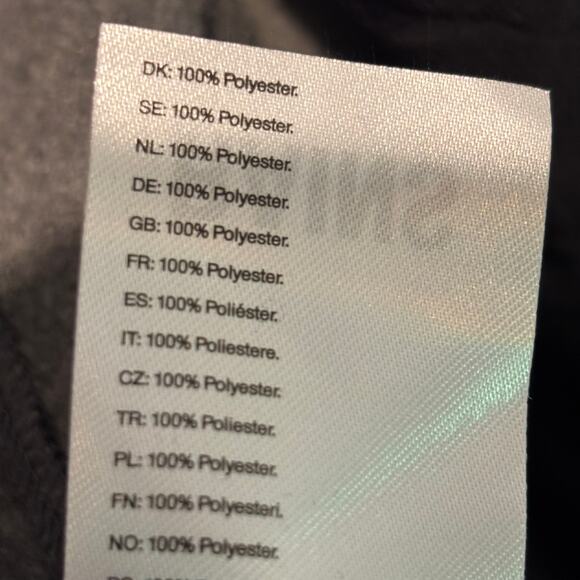 DK: 100% Polyester.
SE: 100% Polyester.
NL: 100% Polyester.
DE: 100% Polyester.
GB: 100% Polyester.
FR: 100% Polyester.
ES: 100% Poliéster.
IT: 100% Poliestere.
CZ: 100% Polyester.
TR: 100% Poliester.
PL: 100% Polyester.
FN: 100% Polyesteri.
NO: 100% Polyester.